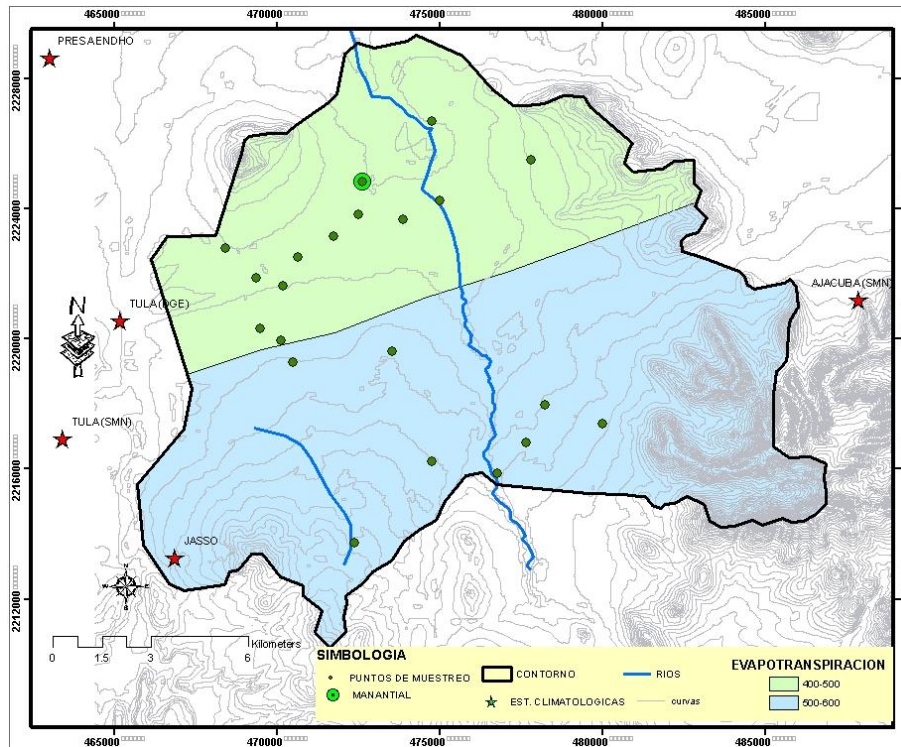 465000 470000 475000 480000 485000
PRESAENDHO
2228000
2224000
TULA(DGE)
AJACUBA(SMN)
N
2220000
TULA(SMN)
2216000
JASSO
N
W E
S
2212000
Kilometers
0 1.5 3 6
SIMBOLOGIA
PUNTOS DE MUESTREO
CONTORNO
RIOS
EVAPOTRANSPIRACION
400-500
MANANTIAL
EST. CLIMATOLOGICAS
curvas
500-600
465000 470000 475000 480000 485000